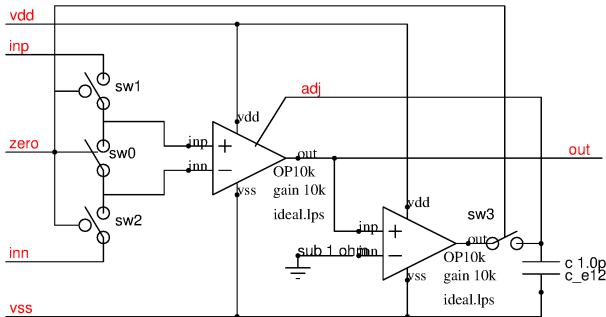 vdd
inp
sw1
adj
vdd
zero
sw0
inp
inn
out
out
OP10k
gain 10k
ideal.lps
vss
sw2
vdd
sw3
inp
out
inn
sub 1 ohm
inn
OP10k
gain 10k
ideal.lps
vss
c 1.0p
c_e12
vss